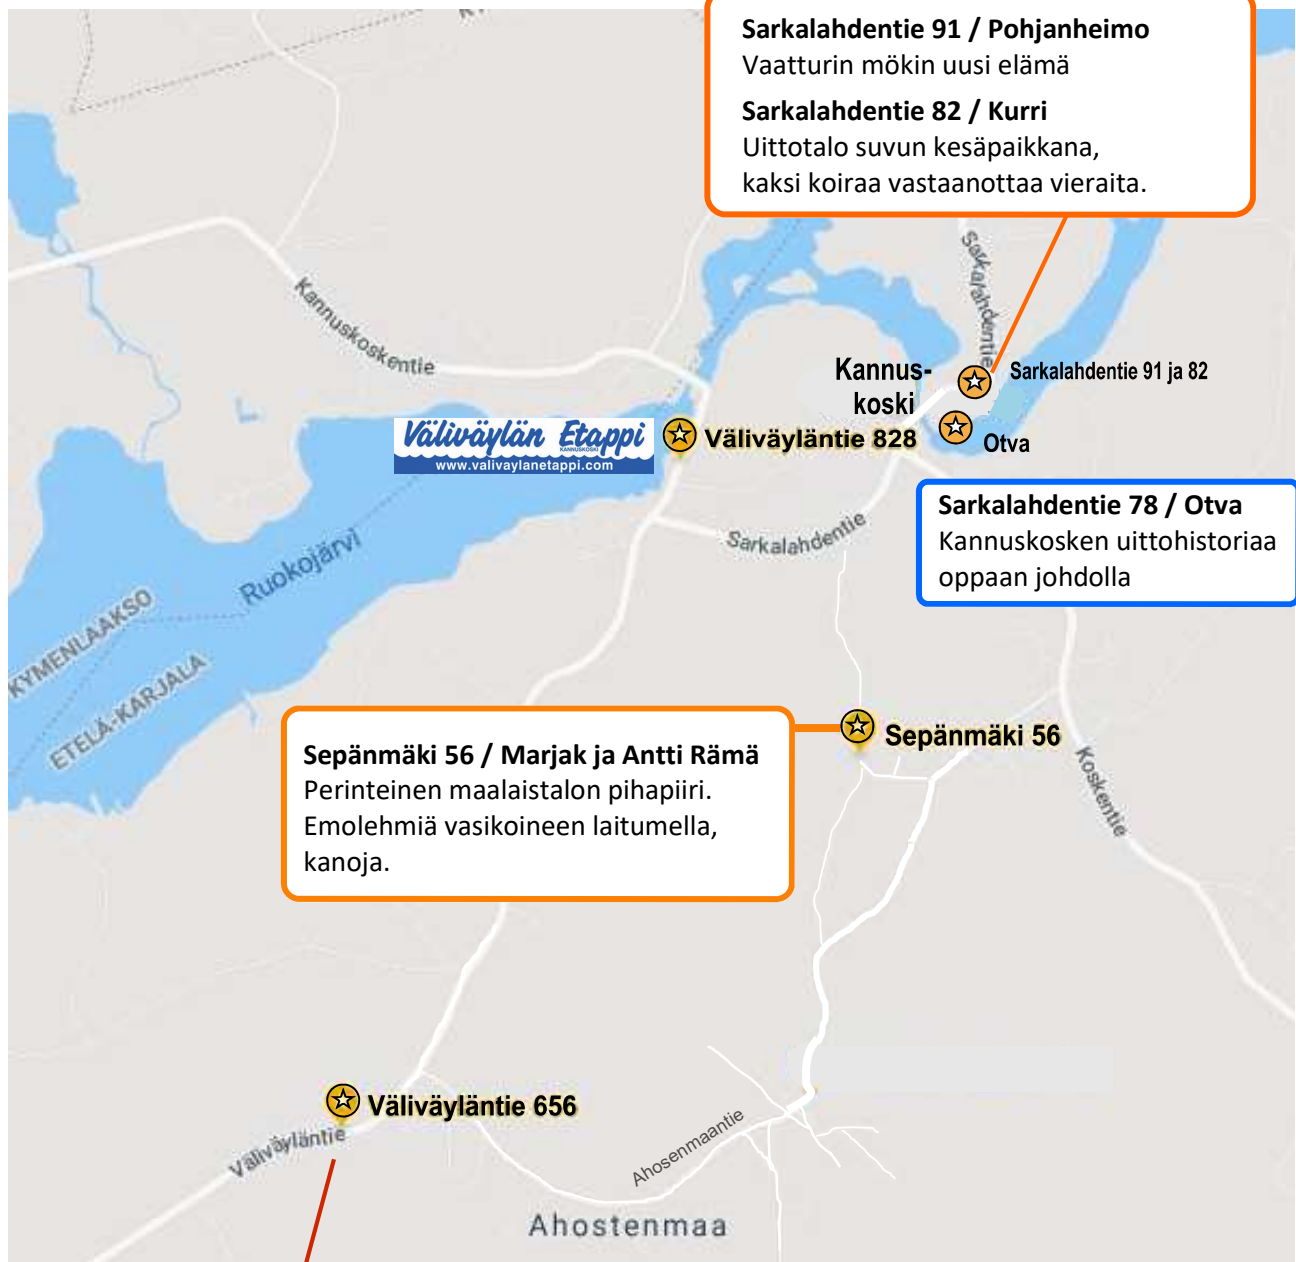 Sarkalahdentie 91 / Pohjanheimo
Vaatturin mökin uusi elämä
Sarkalahdentie 82 / Kurri
Uittotalo suvun kesäpaikkana,
kaksi koiraa vastaanottaa vieraita.
Sarkalahdentie
Kannuskoskentie
Kannus-
koski
Sarkalahdentie 91 ja 82
Väliväylän Etappi
KANNUSKOSKI
www.valivaylanetappi.com
Väliväyläntie 828
Otva
Sarkalahdentie 78 / Otva
Kannuskosken uittohistoriaa
oppaan johdolla
Sarkalahdentie
Ruokojärvi
KYMENLAAKSO
ETELÄ-KARJALA
Sepänmäki 56
Sepänmäki 56 / Marjak ja Antti Rämä
Perinteinen maalaistalon pihapiiri.
Emolehmiä vasikoineen laitumella,
kanoja.
Koskentie
Väliväyläntie 656
Väliväyläntie
Ahosenmaantie
Ahostenmaa